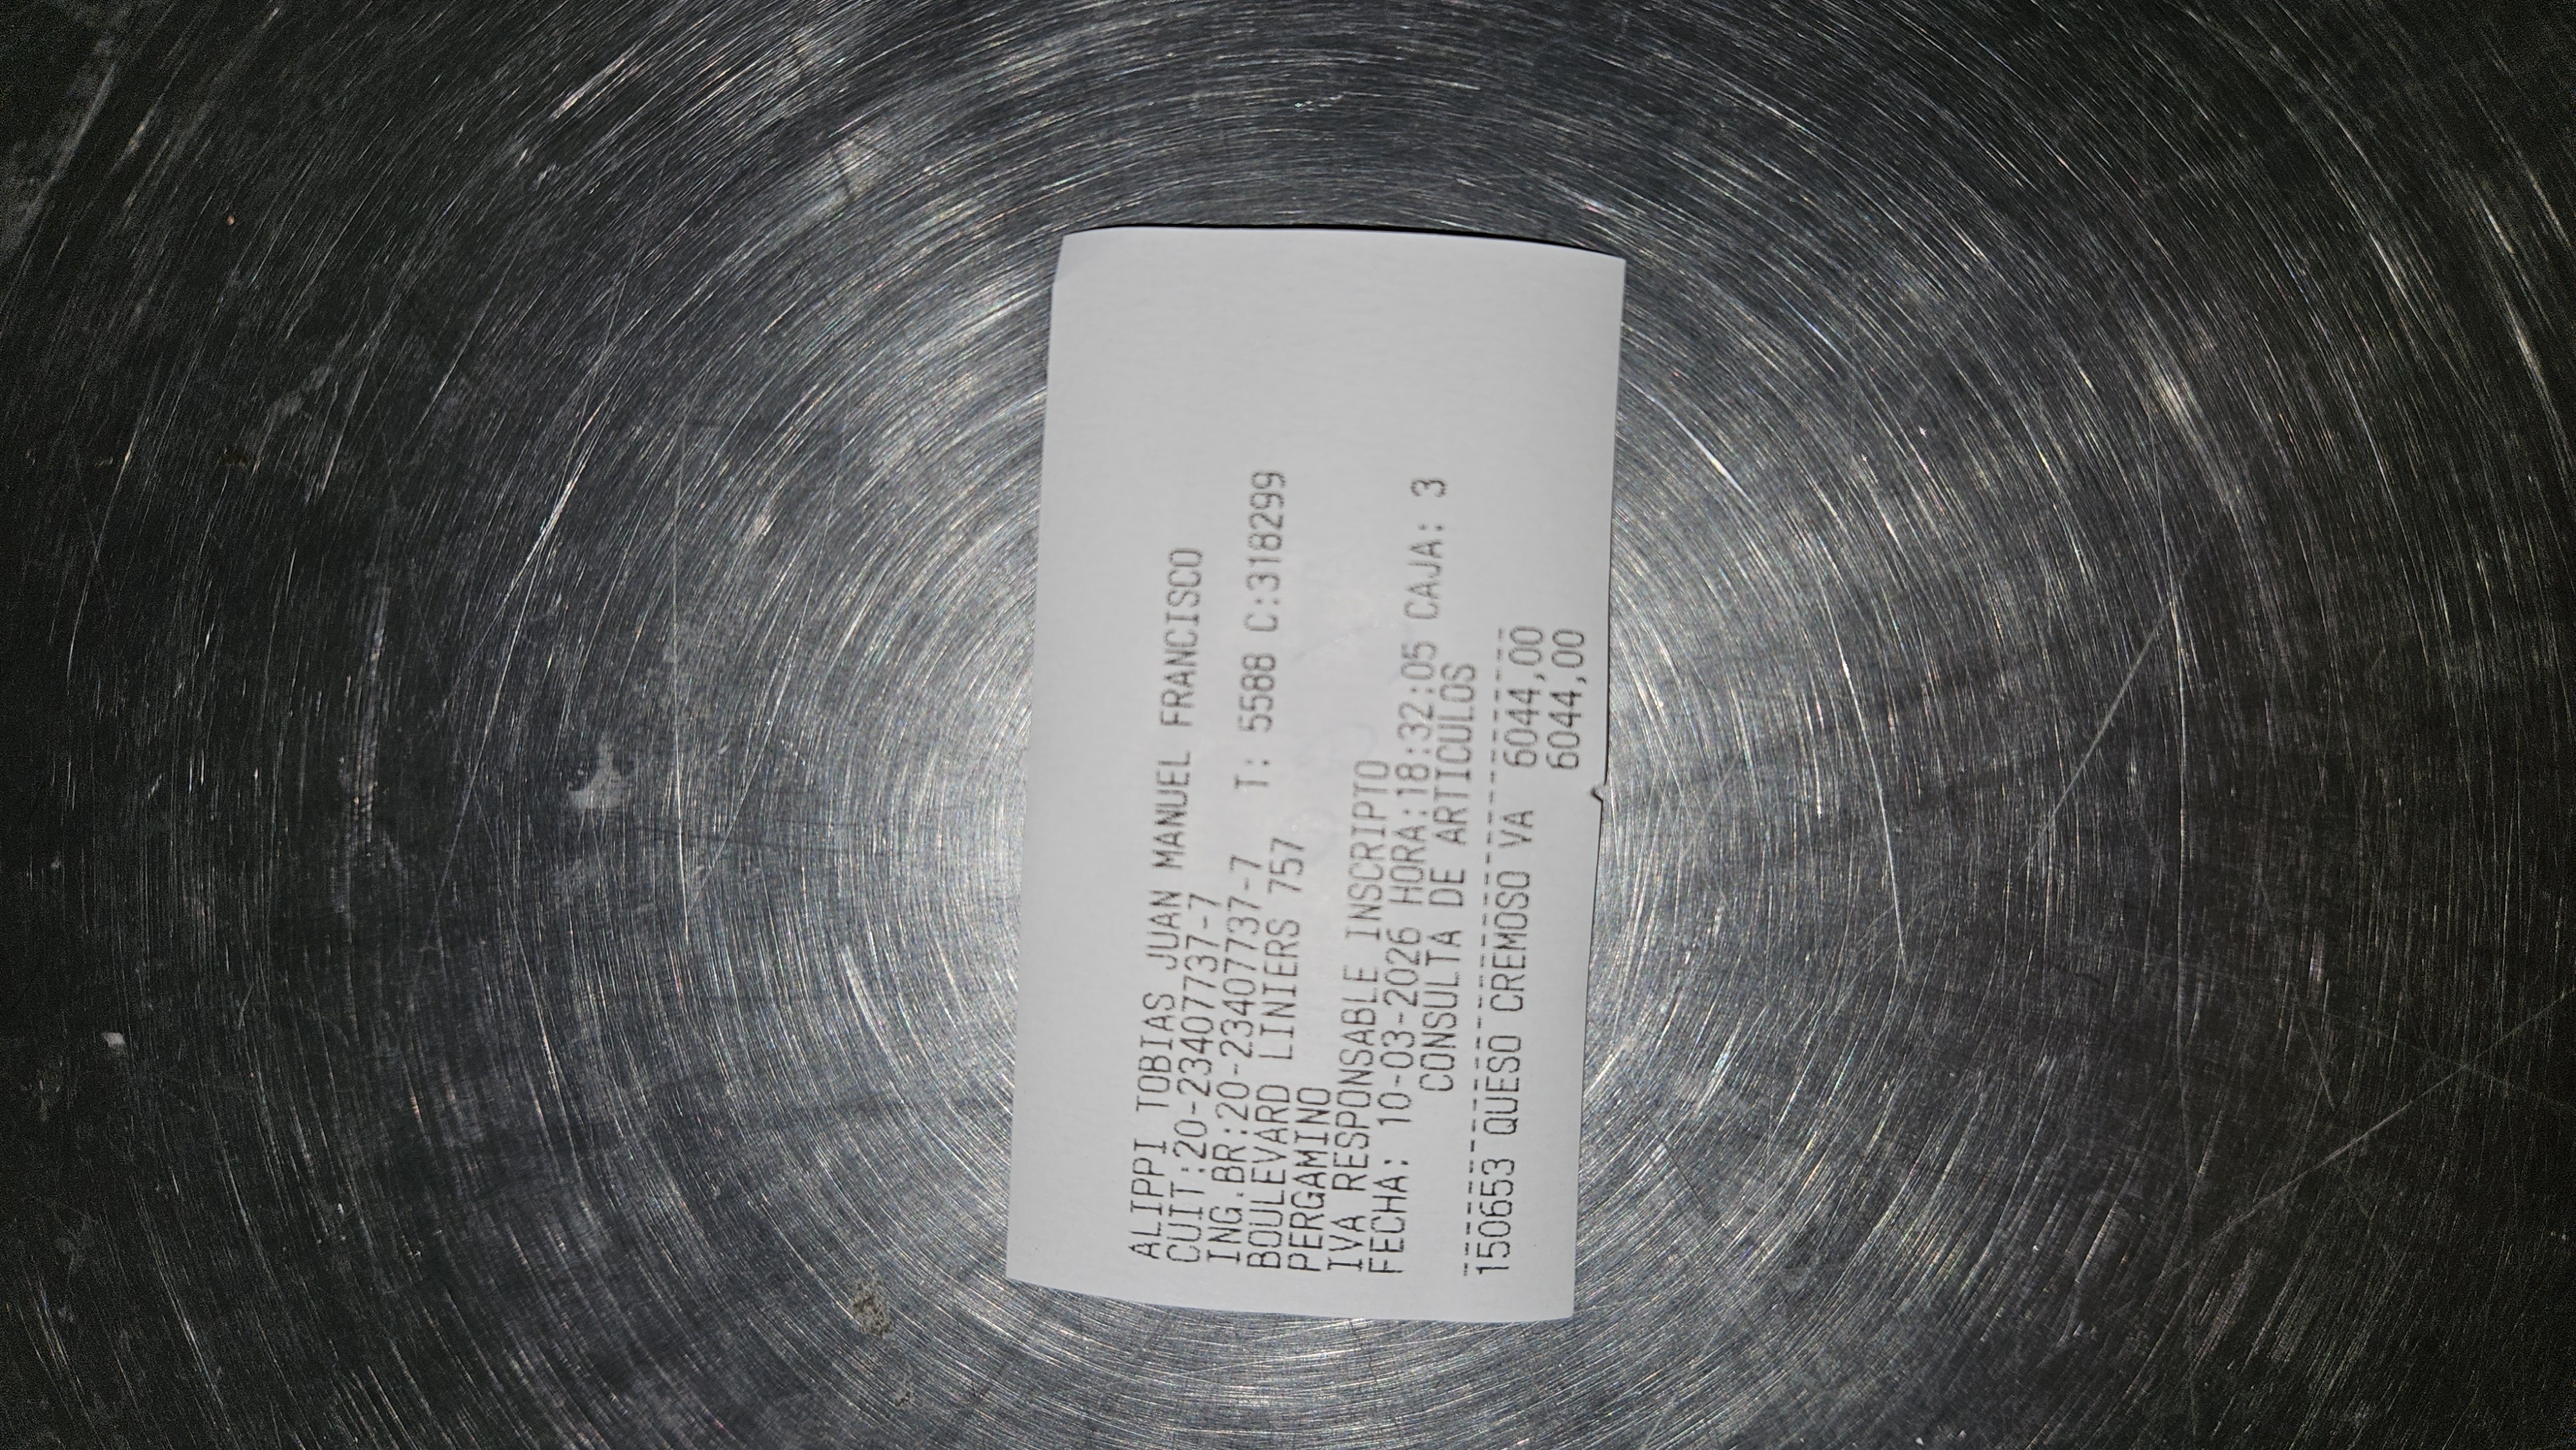 ALIPPI TOBIAS JUAN MANUEL FRANCISCO
CUIT:20-23407737-7
ING.BR:20-23407737-7 T: 5588 C:318299
BOULEVARD LINIERS 757
PERGAMINO
IVA RESPONSABLE INSCRIPTO
FECHA: 10-03-2026 HORA:18:32:05 CAJA: 3
CONSULTA DE ARTICULOS
----------------------------------------
150653 QUESO CREMOSO VA 6044,00
6044,00